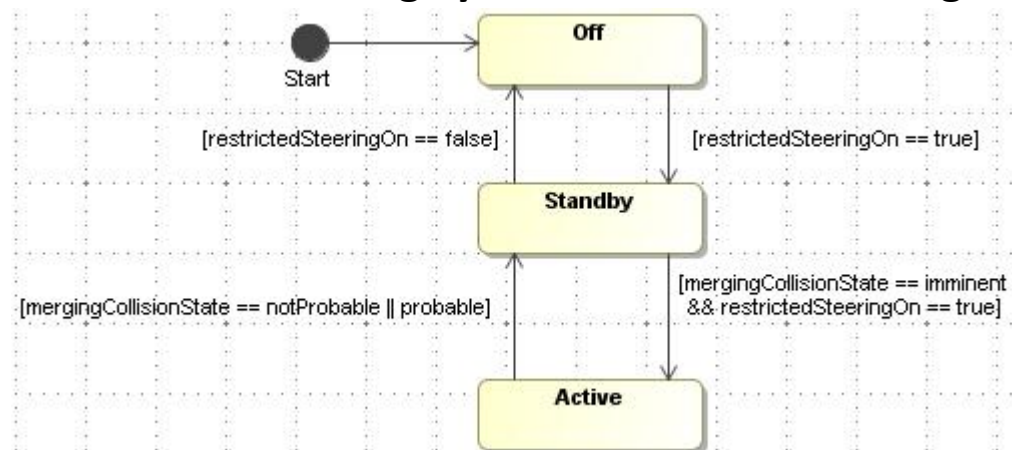 Off
Start
[restrictedSteeringOn == false]
[restrictedSteeringOn == true]
Standby
[mergingCollisionState == imminent
&& restrictedSteeringOn == true]
[mergingCollisionState == notProbable || probable]
Active